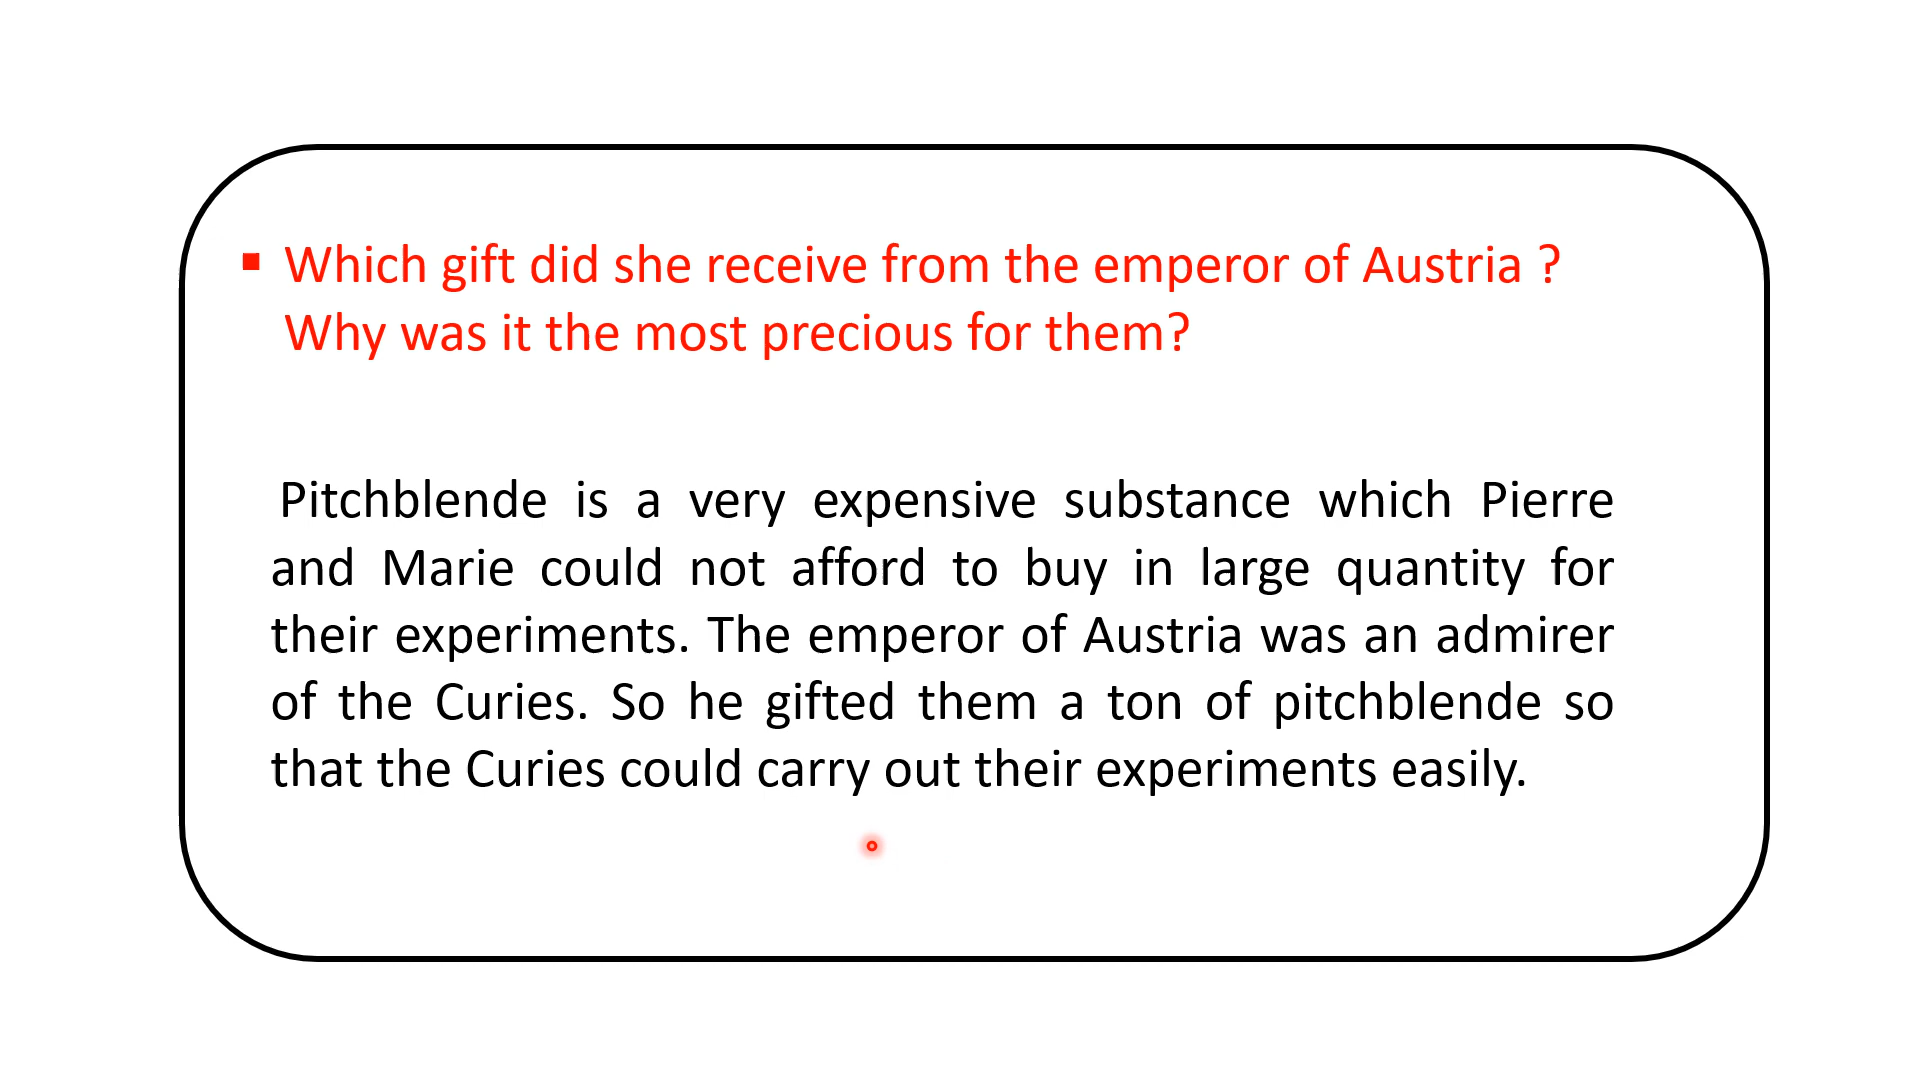 ▪ Which gift did she receive from the emperor of Austria ?
Why was it the most precious for them?
Pitchblende is a very expensive substance which Pierre
and Marie could not afford to buy in large quantity for
their experiments. The emperor of Austria was an admirer
of the Curies. So he gifted them a ton of pitchblende so
that the Curies could carry out their experiments easily.